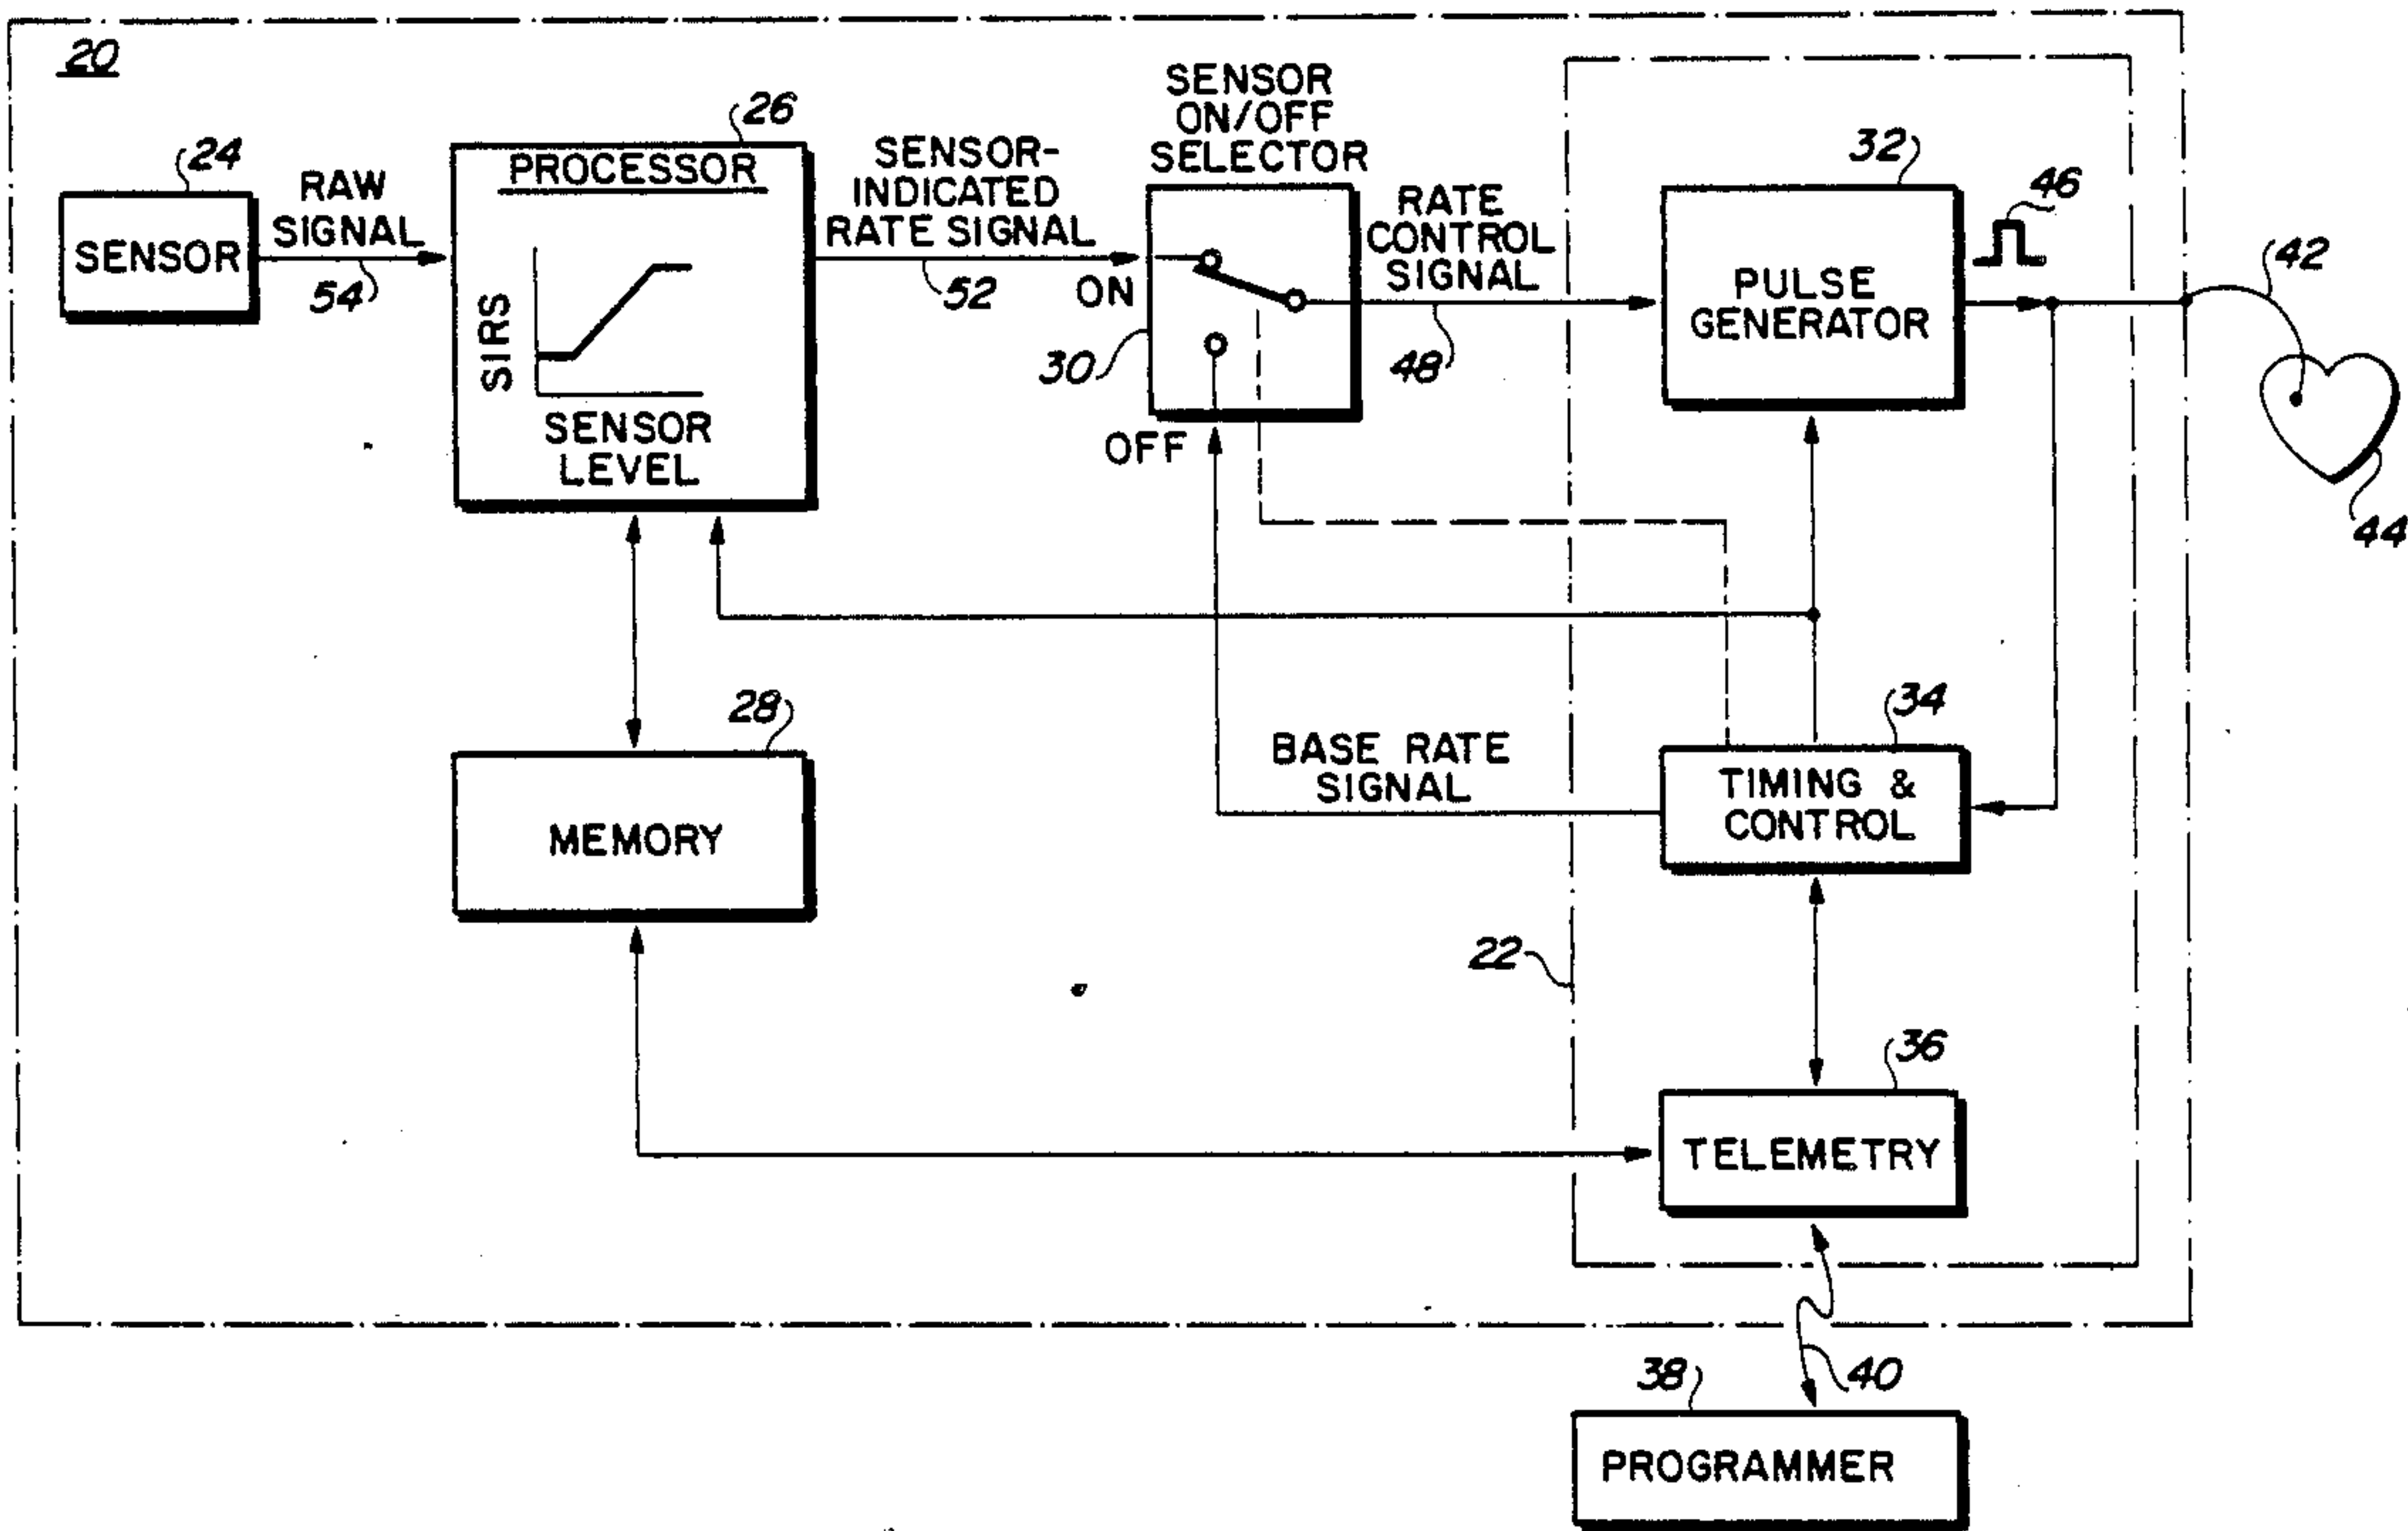 20
24
SENSOR
RAW
SIGNAL
54
26
PROCESSOR
SIRS
SENSOR
LEVEL
SENSOR-
INDICATED
RATE SIGNAL
52
SENSOR
ON/OFF
SELECTOR
ON
30
OFF
RATE
CONTROL
SIGNAL
48
32
PULSE
GENERATOR
46
42
44
28
MEMORY
BASE RATE
SIGNAL
34
TIMING &
CONTROL
22
36
TELEMETRY
38
40
PROGRAMMER